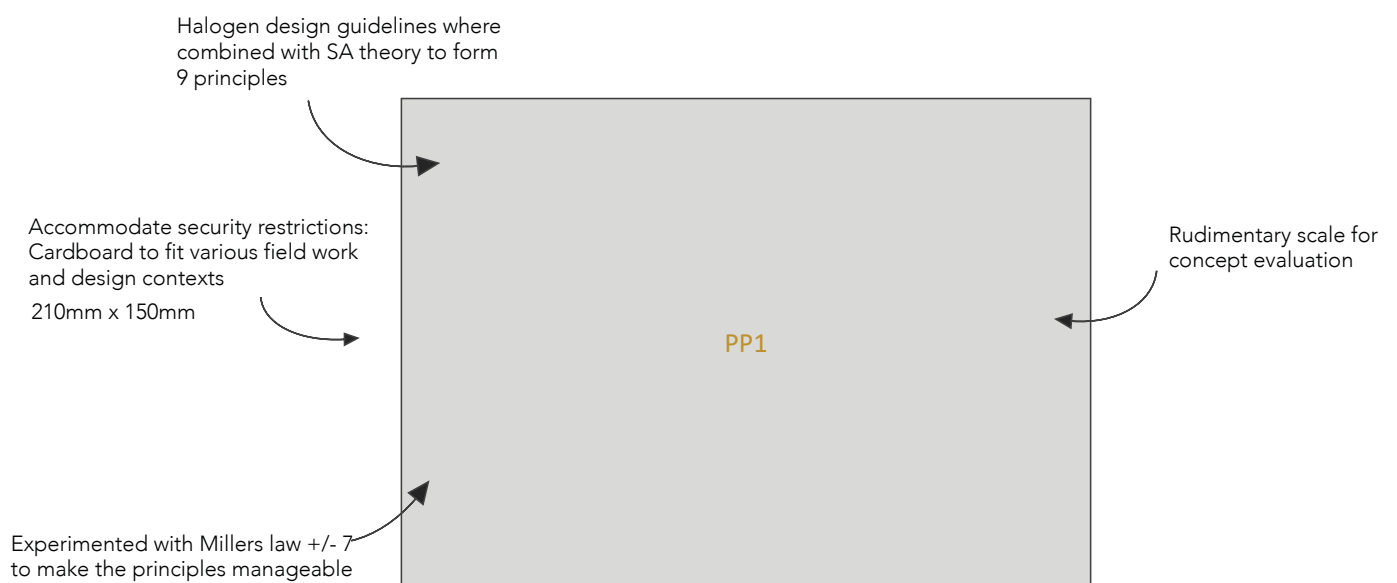 Halogen design guidelines where
combined with SA theory to form
9 principles
Accommodate security restrictions:
Cardboard to fit various field work
and design contexts
210mm x 150mm
Rudimentary scale for
concept evaluation
PP1
Experimented with Millers law +/- 7
to make the principles manageable